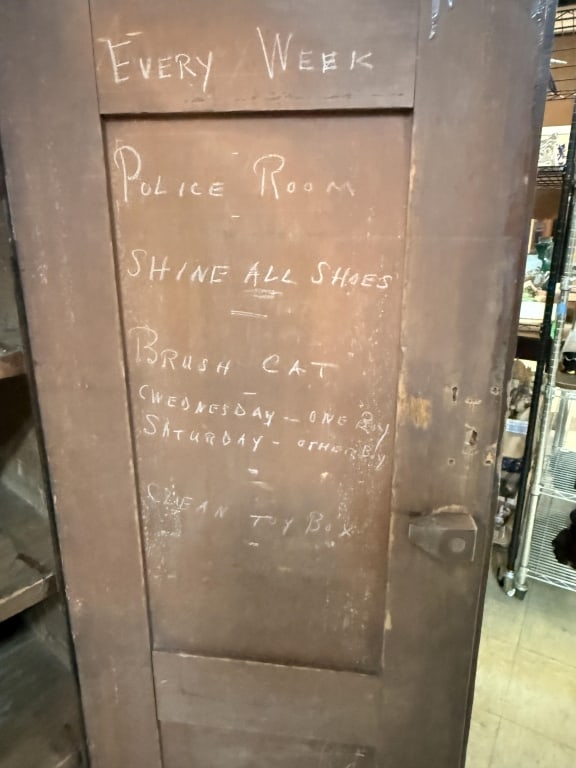 EVERY WEEK
POLICE ROOM
SHINE ALL SHOES
BRUSH CAT
(WEDNESDAY - ONE BOY
SATURDAY - OTHER BOY
CLEAN TOY BOX